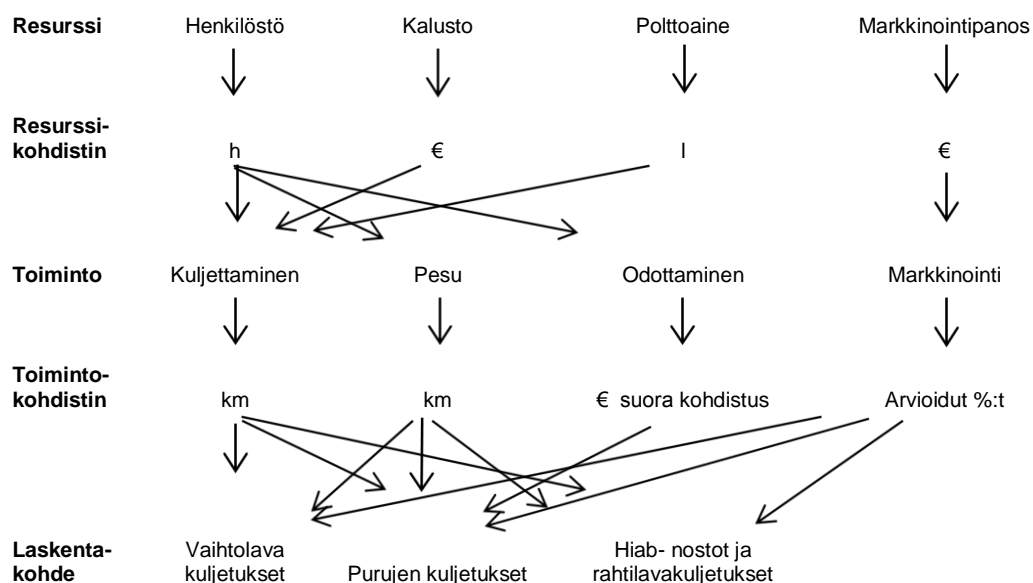 Resurssi Henkilöstö Kalusto Polttoaine Markkinointipanos
Resurssi-
kohdistin h € l €
Toiminto Kuljettaminen Pesu Odottaminen Markkinointi
Toiminto-
kohdistin km km € suora kohdistus Arvioidut %:t
Laskenta- Vaihtolava Hiab- nostot ja
kohde kuljetukset Purujen kuljetukset rahtilavakuljetukset